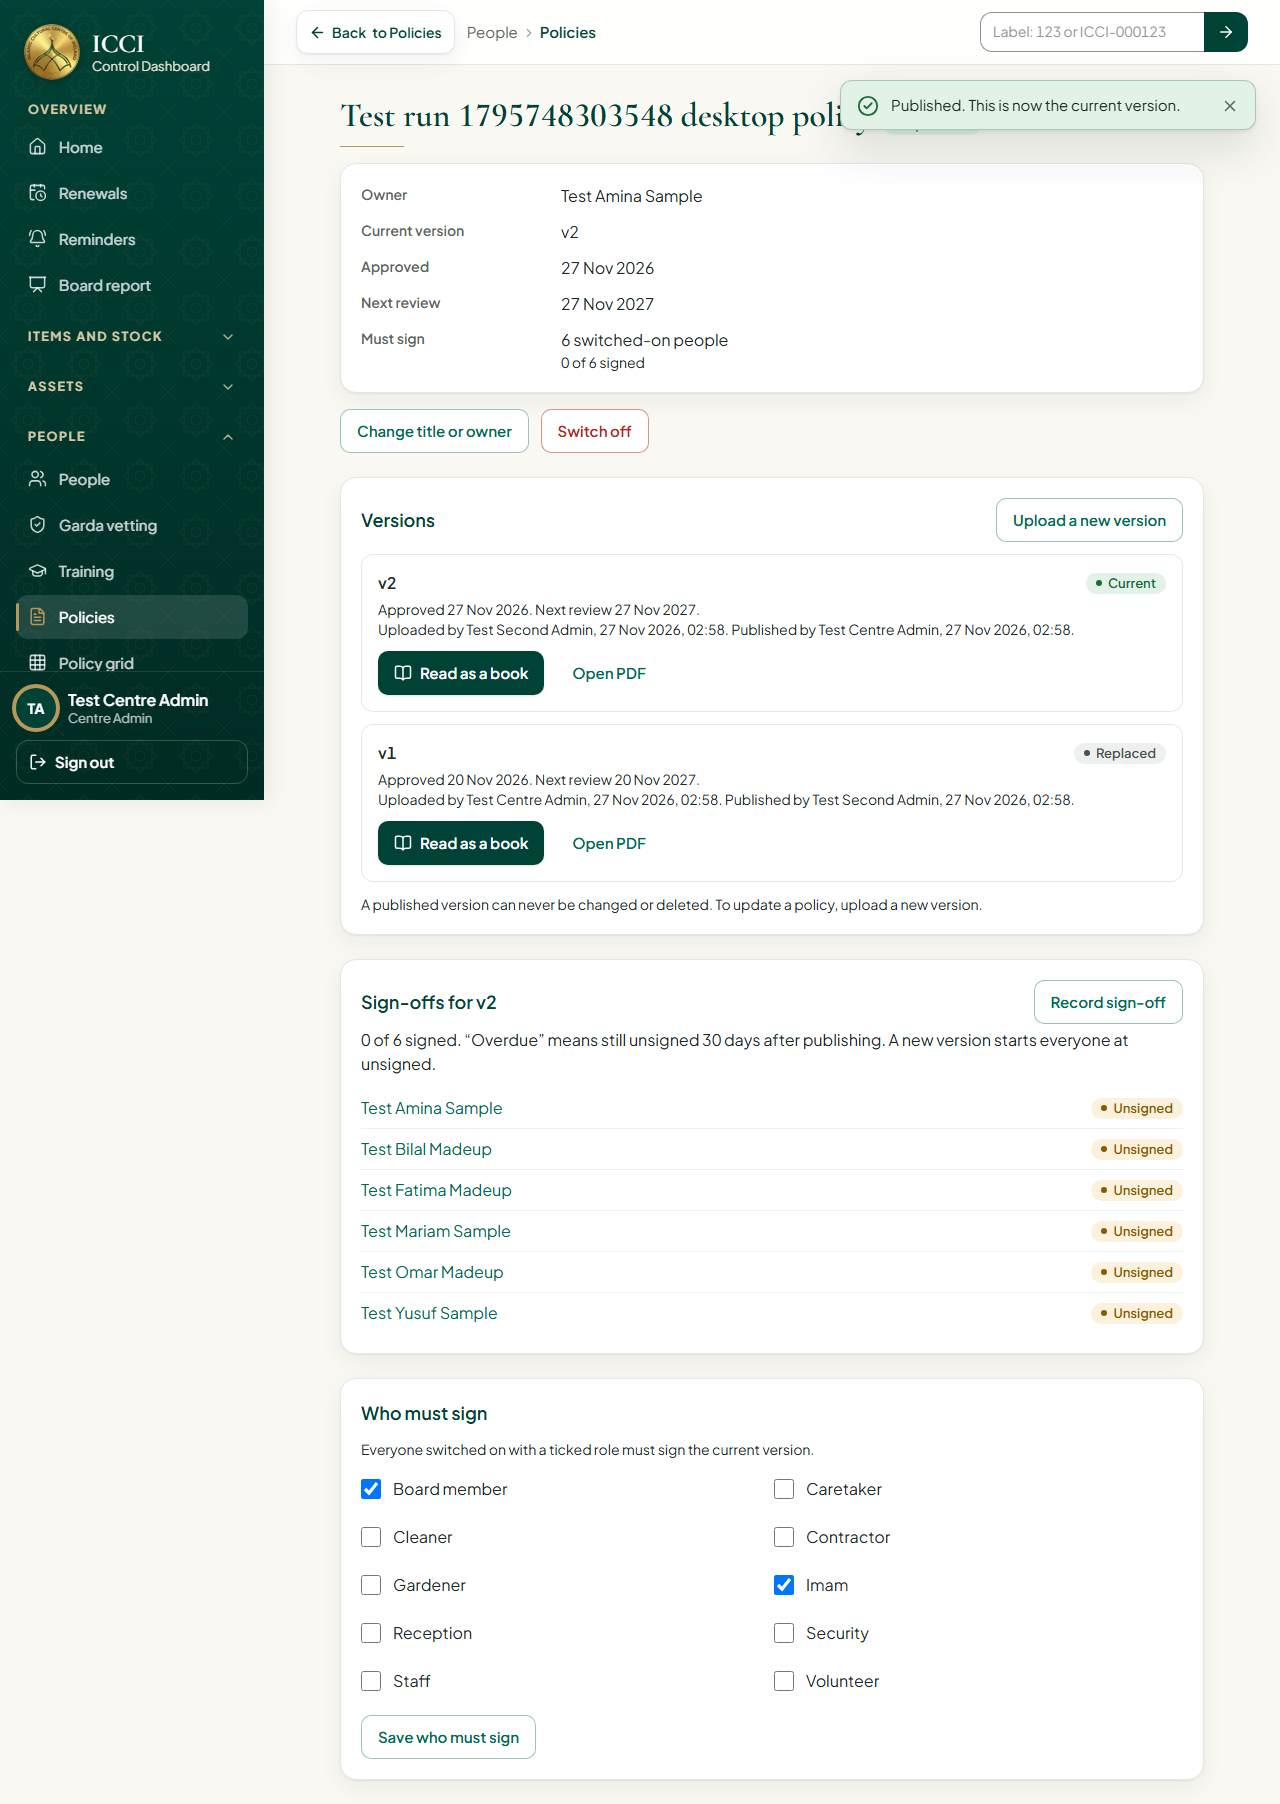 ICCI
Control Dashboard
OVERVIEW
Home
Renewals
Reminders
Board report
ITEMS AND STOCK
ASSETS
PEOPLE
People
Garda vetting
Training
Policies
Policy grid
TA
Test Centre Admin
Centre Admin
Sign out
Back to Policies
People
Policies
Label: 123 or ICCI-000123
Published. This is now the current version.
Test run 1795748303548 desktop policy
Owner
Test Amina Sample
Current version
v2
Approved
27 Nov 2026
Next review
27 Nov 2027
Must sign
6 switched-on people
0 of 6 signed
Change title or owner
Switch off
Versions
Upload a new version
v2
Current
Approved 27 Nov 2026. Next review 27 Nov 2027.
Uploaded by Test Second Admin, 27 Nov 2026, 02:58. Published by Test Centre Admin, 27 Nov 2026, 02:58.
Read as a book
Open PDF
v1
Replaced
Approved 20 Nov 2026. Next review 20 Nov 2027.
Uploaded by Test Centre Admin, 27 Nov 2026, 02:58. Published by Test Second Admin, 27 Nov 2026, 02:58.
Read as a book
Open PDF
A published version can never be changed or deleted. To update a policy, upload a new version.
Sign-offs for v2
Record sign-off
0 of 6 signed. “Overdue” means still unsigned 30 days after publishing. A new version starts everyone at
unsigned.
Test Amina Sample
Unsigned
Test Bilal Madeup
Unsigned
Test Fatima Madeup
Unsigned
Test Mariam Sample
Unsigned
Test Omar Madeup
Unsigned
Test Yusuf Sample
Unsigned
Who must sign
Everyone switched on with a ticked role must sign the current version.
Board member
Caretaker
Cleaner
Contractor
Gardener
Imam
Reception
Security
Staff
Volunteer
Save who must sign